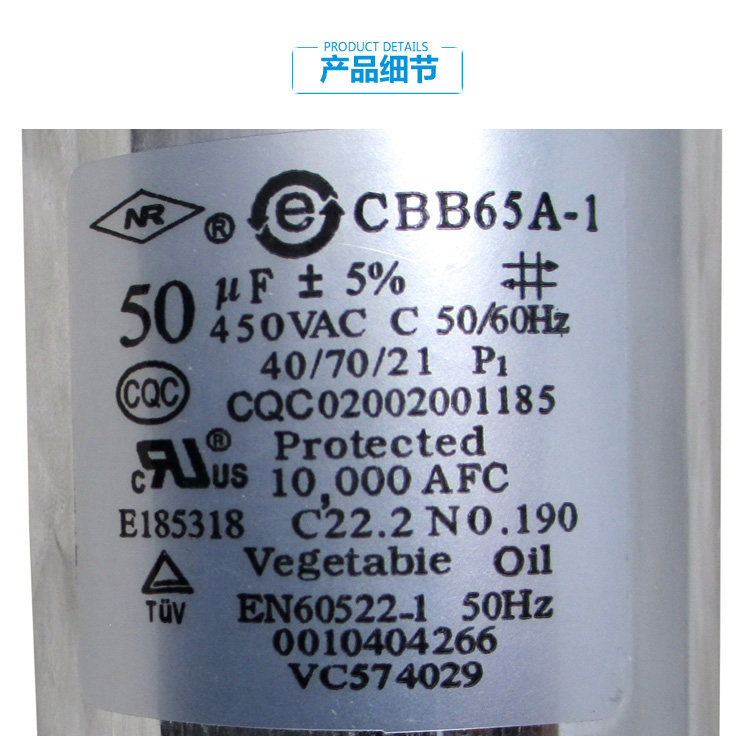 PRODUCT DETAILS
产品细节
NR ® e CBB65A-1
50 µF ± 5%
450VAC C 50/60Hz
40/70/21 P1
CQC CQC02002001185
Protected
c RU ® US 10,000 AFC
E185318 C22.2 NO.190
Vegetabie Oil
TÜV EN60522-1 50Hz
0010404266
VC574029